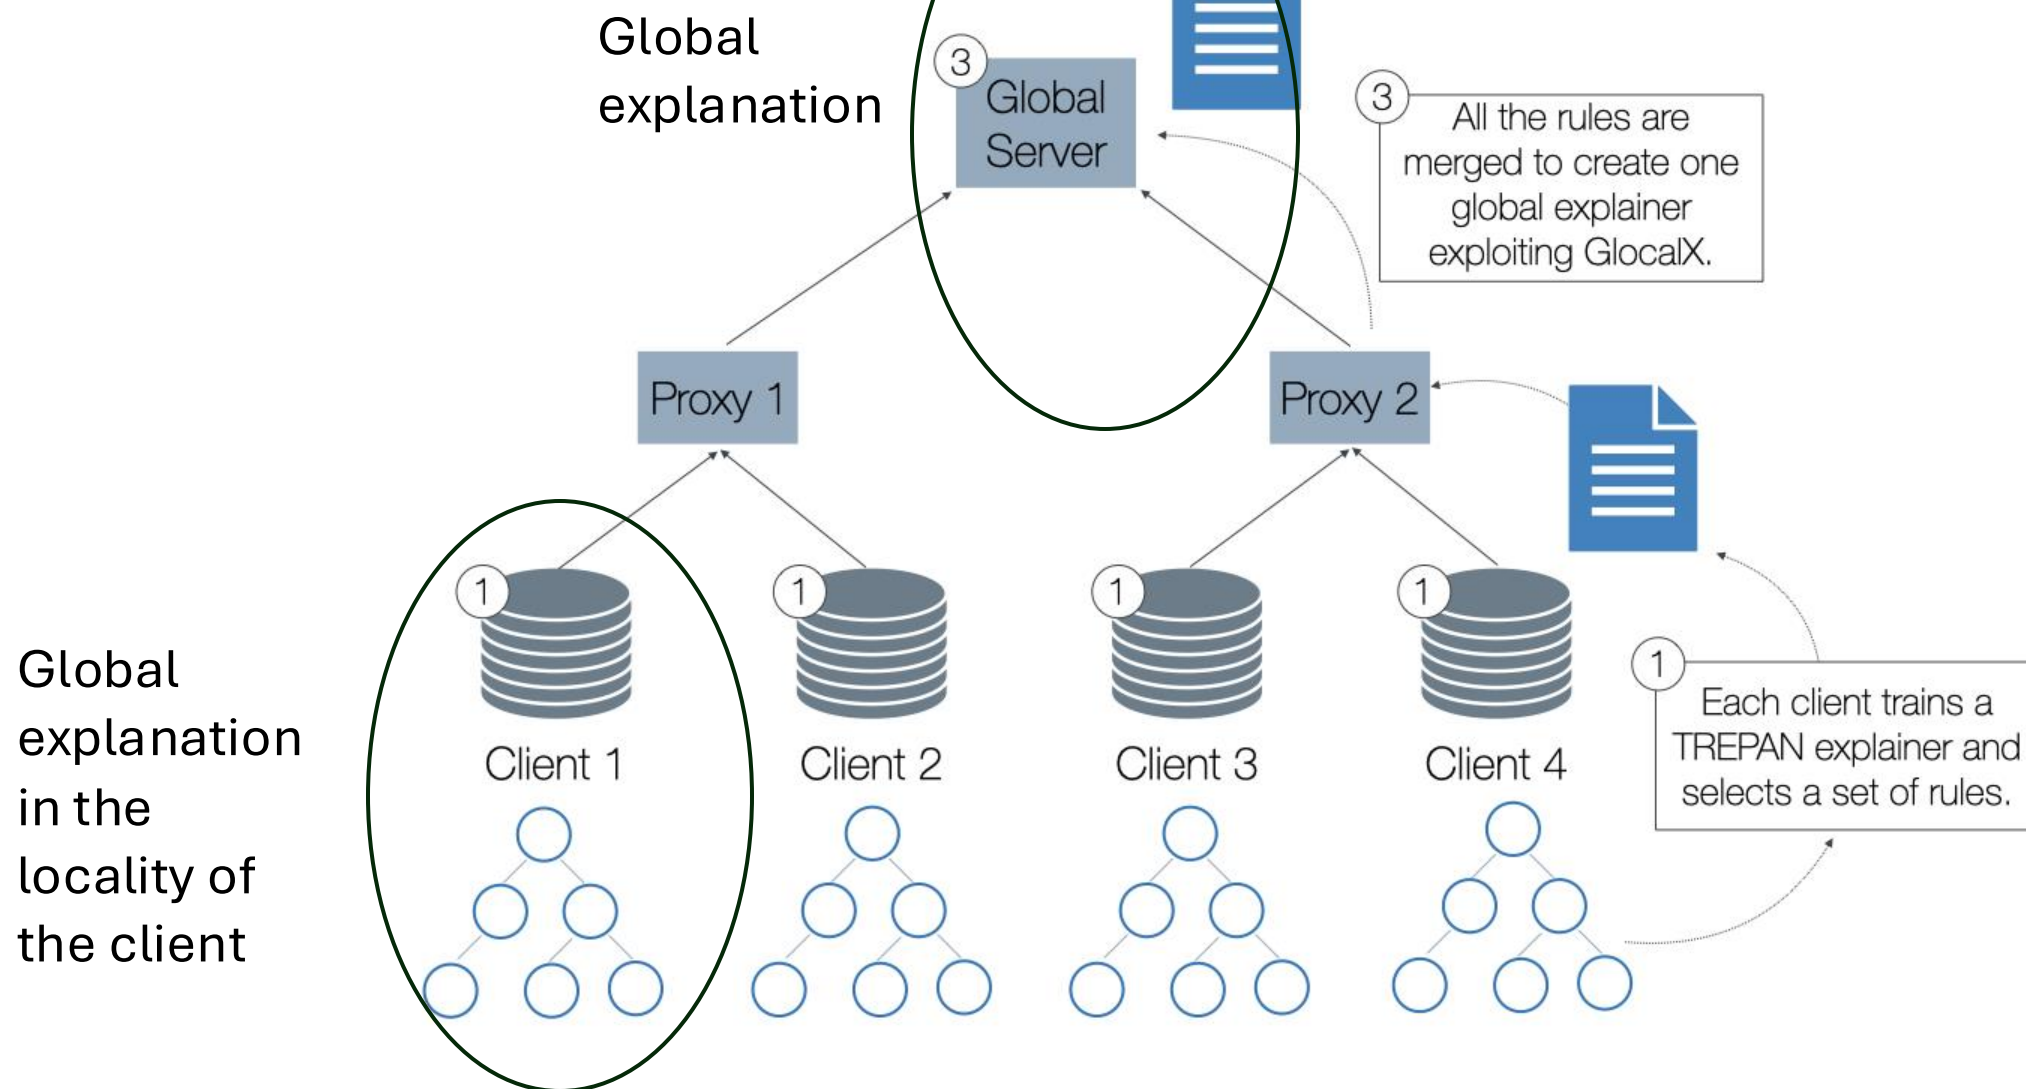 Global
explanation
3
Global
Server
3
All the rules are
merged to create one
global explainer
exploiting GlocalX.
Proxy 1
Proxy 2
1
1
1
1
Global
explanation
in the
locality of
the client
1
Each client trains a
TREPAN explainer and
selects a set of rules.
Client 1
Client 2
Client 3
Client 4